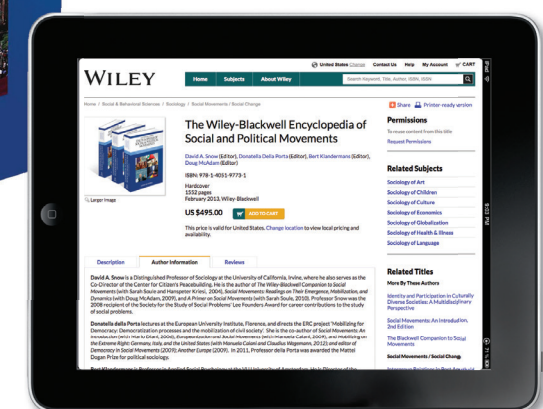 United States Change Contact Us Help My Account CART
WILEY
Home Subjects About Wiley Search Keyword, Title, Author, ISBN, ISSN
Home / Social & Behavioral Sciences / Sociology / Social Movements / Social Change
Share Printer-ready version
The Wiley-Blackwell Encyclopedia of
Social and Political Movements
David A. Snow (Editor), Donatella Della Porta (Editor), Bert Klandermans (Editor),
Doug McAdam (Editor)
ISBN: 978-1-4051-9773-1
Hardcover
1552 pages
February 2013, Wiley-Blackwell
US $495.00 ADD TO CART
This price is valid for United States. Change location to view local pricing and
availability.
Larger Image
Permissions
To reuse content from this title
Request Permissions
Related Subjects
Sociology of Art
Sociology of Children
Sociology of Culture
Sociology of Economics
Sociology of Globalization
Sociology of Health & Illness
Sociology of Language
Description Author Information Reviews
David A. Snow is a Distinguished Professor of Sociology at the University of California, Irvine, where he also serves as the
Co-Director of the Center for Citizen's Peacebuilding. He is the author of The Wiley-Blackwell Companion to Social
Movements (with Sarah Soule and Hanspeter Kriesi, 2004), Social Movements: Readings on Their Emergence, Mobilization, and
Dynamics (with Doug McAdam, 2009), and A Primer on Social Movements (with Sarah Soule, 2010). Professor Snow was the
2008 recipient of the Society for the Study of Social Problems' Lee Founders Award for career contributions to the study
of social problems.
Donatella della Porta lectures at the European University Institute, Florence, and directs the ERC project 'Mobilizing for
Democracy. Democratisation processes and the mobilization of civil society'. She is the co-author of Social Movements: An
the Extreme Right: Germany, Italy, and the United States (with Manuela Caiani and Claudius Wagemann, 2012); and editor of
Democracy in Social Movements (2009); Another Europe (2009). In 2011, Professor della Porta was awarded the Mattei
Dogan Prize for political sociology.
Related Titles
More By These Authors
Identity and Participation in Culturally
Diverse Societies: A Multidisciplinary
Perspective
Social Movements: An Introduction,
2nd Edition
The Blackwell Companion to Social
Movements
Social Movements / Social Change
iPad
9:03 PM